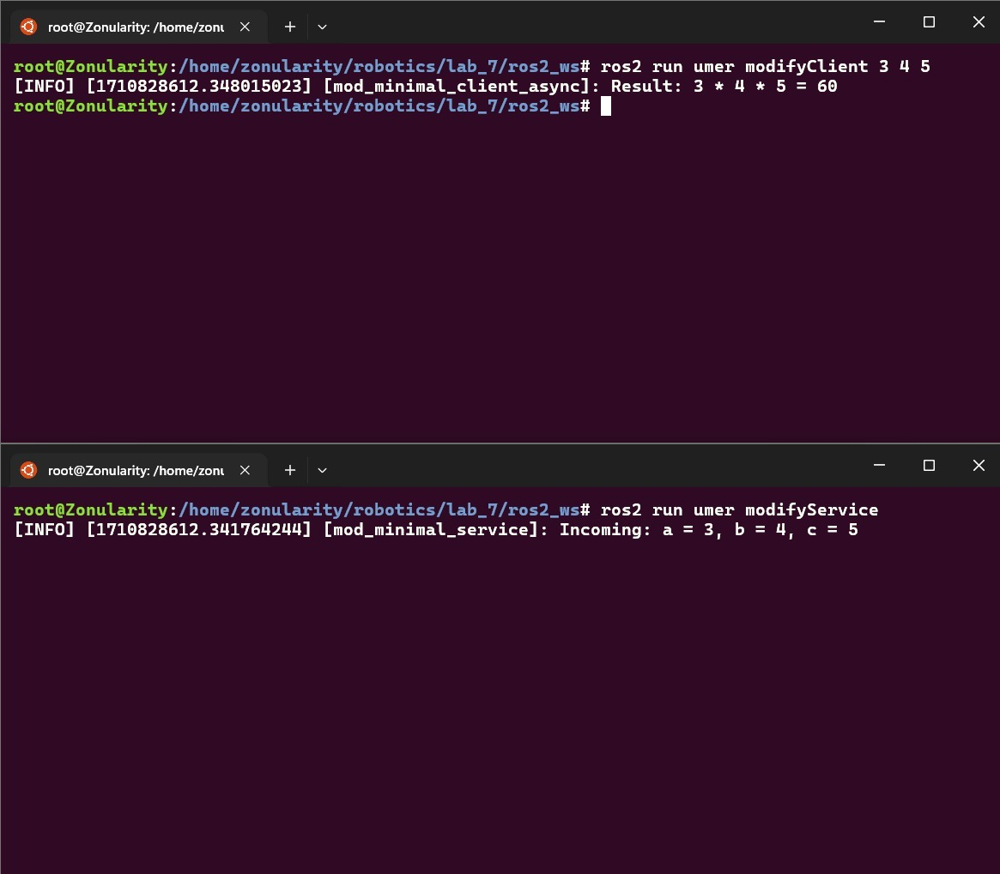 root@Zonularity: /home/zonu
root@Zonularity:/home/zonularity/robotics/lab_7/ros2_ws# ros2 run umer modifyClient 3 4 5
[INFO] [1710828612.348015023] [mod_minimal_client_async]: Result: 3 * 4 * 5 = 60
root@Zonularity:/home/zonularity/robotics/lab_7/ros2_ws#
root@Zonularity: /home/zonu
root@Zonularity:/home/zonularity/robotics/lab_7/ros2_ws# ros2 run umer modifyService
[INFO] [1710828612.341764244] [mod_minimal_service]: Incoming: a = 3, b = 4, c = 5